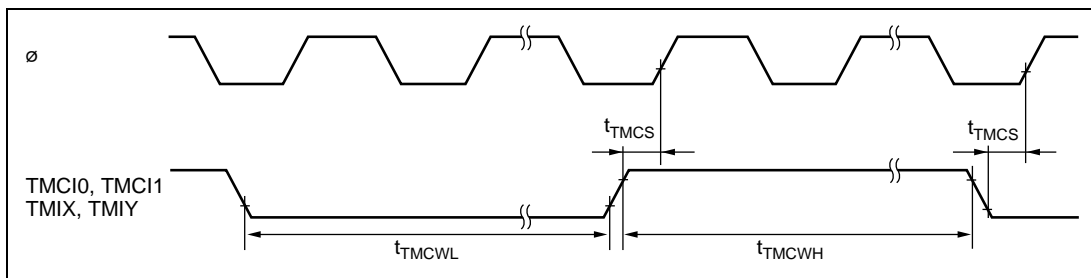 ø
tTMCS
tTMCS
TMCI0, TMCI1
TMIX, TMIY
tTMCWL
tTMCWH